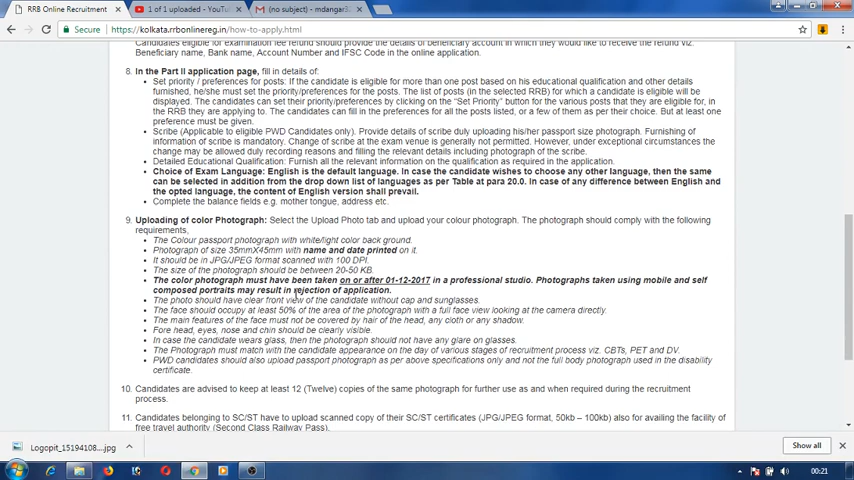 RRB Online Recruitment
1 of 1 uploaded - YouTu
(no subject) - mdangar8
Secure
https://kolkata.rrbonlinereg.in/how-to-apply.html
Candidates eligible for examination fee refund should provide the details of beneficiary account in which they would like to receive the refund viz.
Beneficiary name, Bank name, Account Number and IFSC Code in the online application.
8. In the Part II application page, fill in details of:
Set priority / preferences for posts: If the candidate is eligible for more than one post based on his educational qualification and other details
furnished, he/she must set the priority/preferences for the posts. The list of posts (in the selected RRB) for which a candidate is eligible will be
displayed. The candidates can set their priority/preferences by clicking on the "Set Priority" button for the various posts that they are eligible for, in
the RRB they are applying to. The candidates can fill in the preferences for all the posts listed, or a few of them as per their choice. But at least one
preference must be given.
Scribe (Applicable to eligible PWD Candidates only). Provide details of scribe duly uploading his/her passport size photograph. Furnishing of
information of scribe is mandatory. Change of scribe at the exam venue is generally not permitted. However, under exceptional circumstances the
change may be allowed duly recording reasons and filling the relevant details including photograph of the scribe.
Detailed Educational Qualification: Furnish all the relevant information on the qualification as required in the application.
Choice of Exam Language: English is the default language. In case the candidate wishes to choose any other language, then the same
can be selected in addition from the drop down list of languages as per Table at para 20.0. In case of any difference between English and
the opted language, the content of English version shall prevail.
Complete the balance fields e.g. mother tongue, address etc.
9. Uploading of color Photograph: Select the Upload Photo tab and upload your colour photograph. The photograph should comply with the following
requirements,
The Colour passport photograph with white/light color back ground.
Photograph of size 35mmX45mm with name and date printed on it.
It should be in JPG/JPEG format scanned with 100 DPI.
The size of the photograph should be between 20-50 KB.
The color photograph must have been taken on or after 01-12-2017 in a professional studio. Photographs taken using mobile and self
composed portraits may result in rejection of application.
The photo should have clear front view of the candidate without cap and sunglasses.
The face should occupy at least 50% of the area of the photograph with a full face view looking at the camera directly.
The main features of the face must not be covered by hair of the head, any cloth or any shadow.
Fore head, eyes, nose and chin should be clearly visible.
In case the candidate wears glass, then the photograph should not have any glare on glasses.
The Photograph must match with the candidate appearance on the day of various stages of recruitment process viz. CBTs, PET and DV.
PWD candidates should also upload passport photograph as per above specifications only and not the full body photograph used in the disability
certificate.
10. Candidates are advised to keep at least 12 (Twelve) copies of the same photograph for further use as and when required during the recruitment
process.
11. Candidates belonging to SC/ST have to upload scanned copy of their SC/ST certificates (JPG/JPEG format, 50kb – 100kb) also for availing the facility of
free travel authority (Second Class Railway Pass).
Logopit_15194108....jpg
Show all
00:21